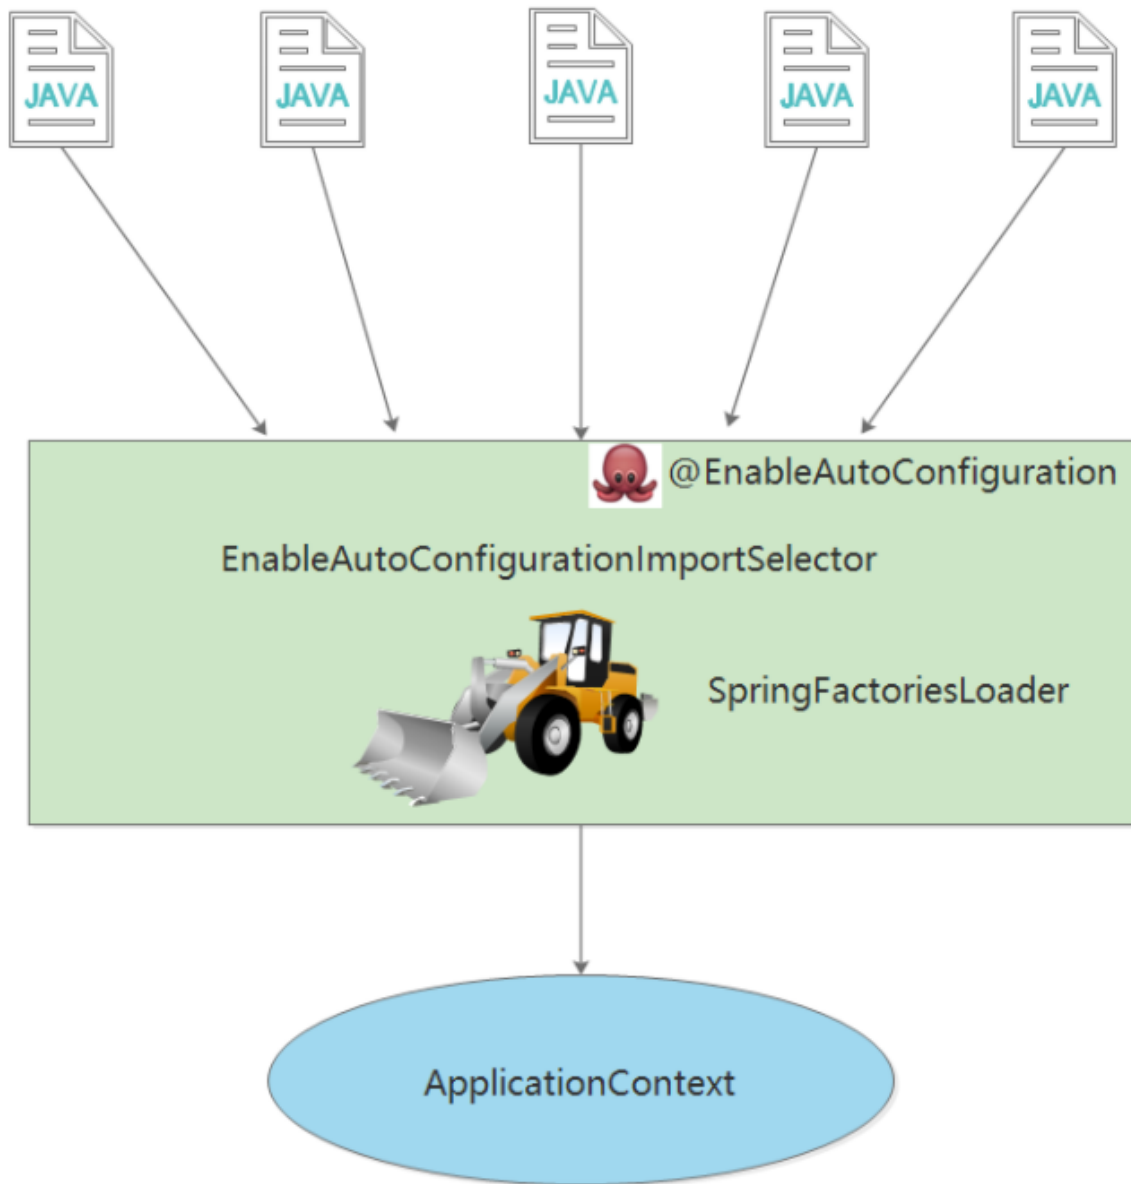 JAVA
JAVA
JAVA
JAVA
JAVA
@EnableAutoConfiguration
EnableAutoConfigurationImportSelector
SpringFactoriesLoader
ApplicationContext